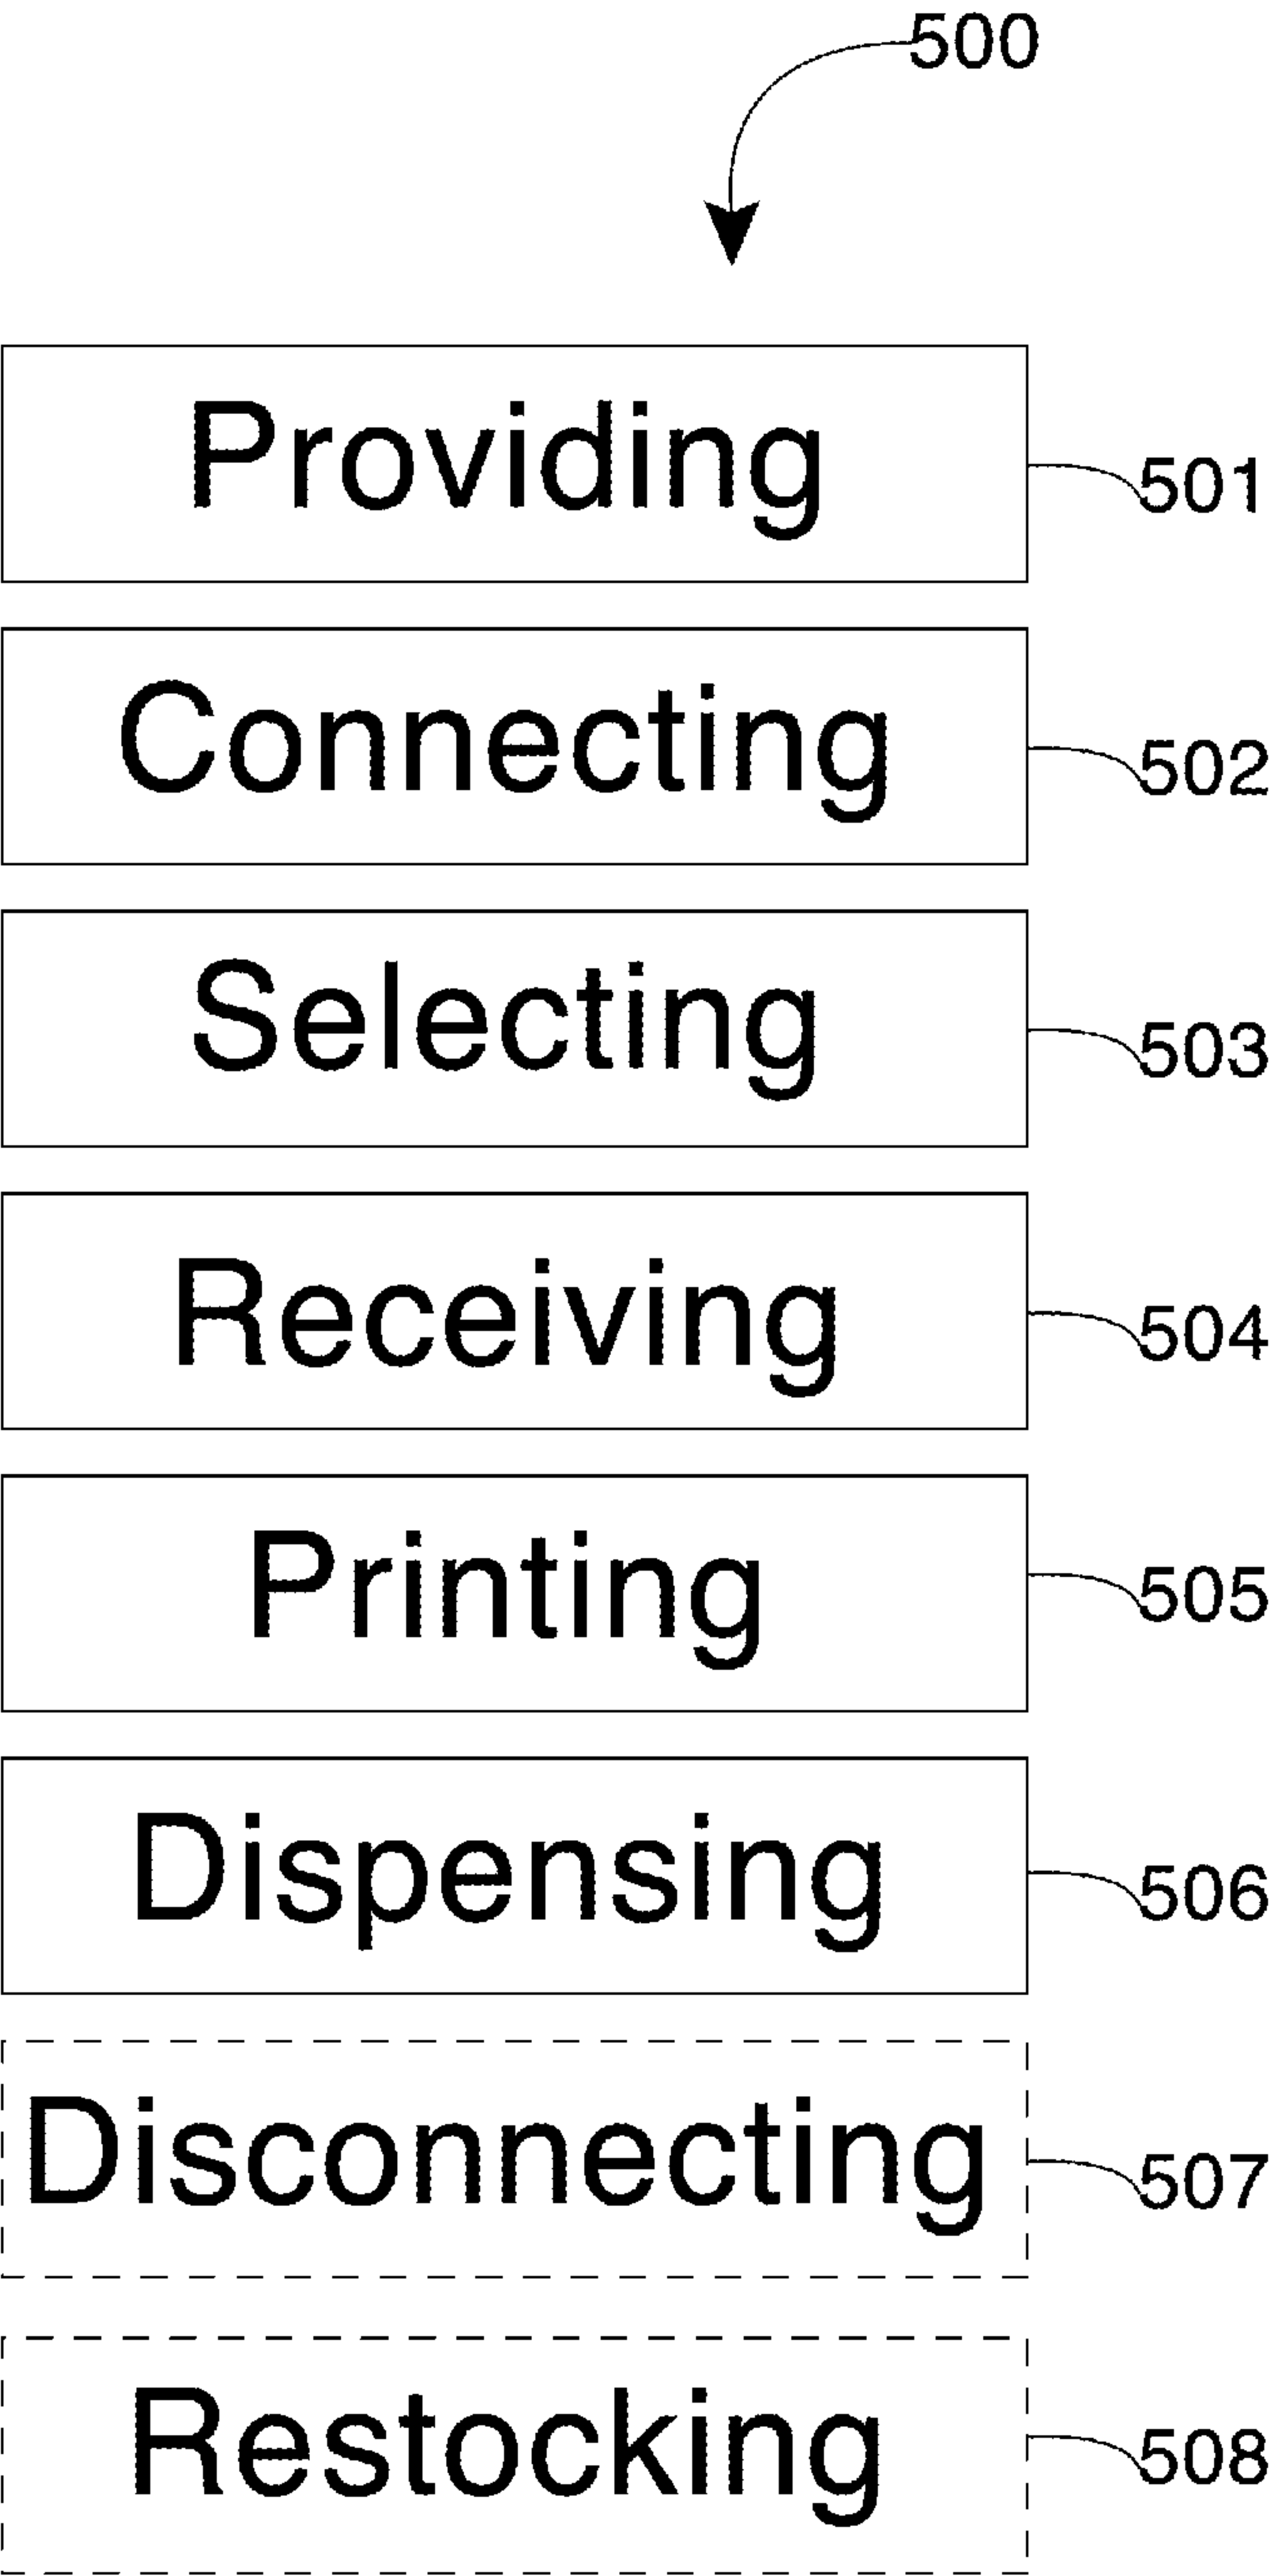 500
Providing
501
Connecting
502
Selecting
503
Receiving
504
Printing
505
Dispensing
506
Disconnecting
507
Restocking
508